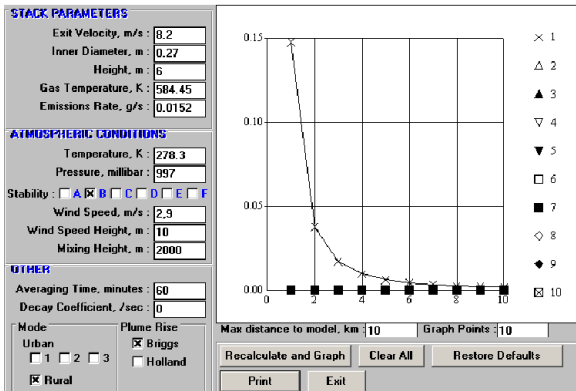 STACK PARAMETERS
Exit Velocity, m/s : 8.2
Inner Diameter, m : 0.27
Height, m : 6
Gas Temperature, K : 584.45
Emissions Rate, g/s : 0.0152
ATMOSPHERIC CONDITIONS
Temperature, K : 278.3
Pressure, millibar : 997
Stability : A B C D E F
Wind Speed, m/s : 2,9
Wind Speed Height, m : 10
Mixing Height, m : 2000
OTHER
Averaging Time, minutes : 60
Decay Coefficient, /sec : 0
Mode
Urban
1 2 3
Rural
Plume Rise
Briggs
Holland
0.15
0.10
0.05
0.00
0 2 4 6 8 10
1
2
3
4
5
6
7
8
9
10
Max distance to model, km : 10 Graph Points : 10
Recalculate and Graph Clear All Restore Defaults
Print Exit